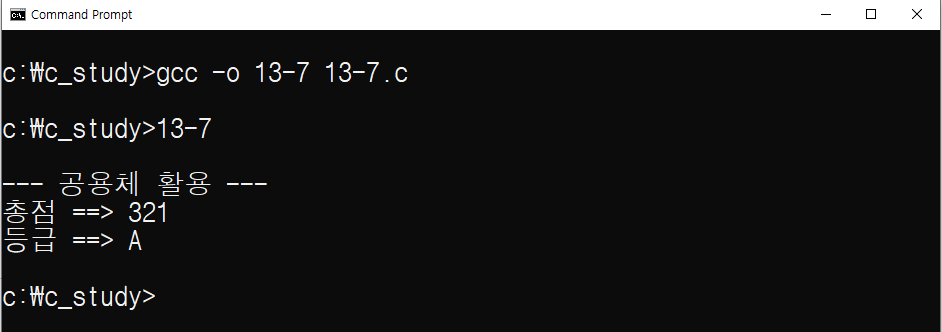 Command Prompt
c:₩c_study>gcc -o 13-7 13-7.c
c:₩c_study>13-7
--- 공용체 활용 ---
총점 ==> 321
등급 ==> A
c:₩c_study>